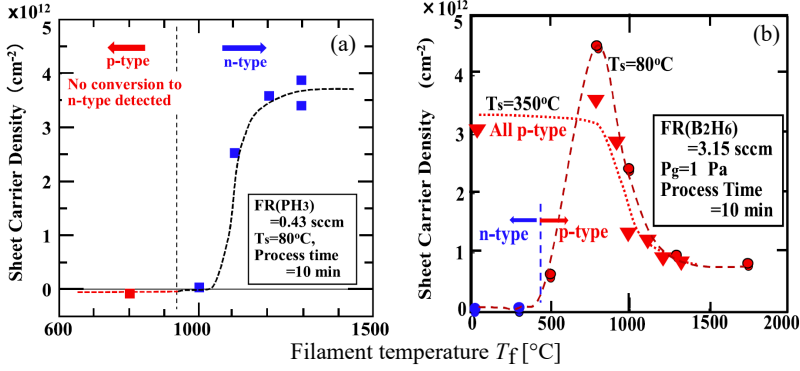 ×10¹²
5
4
3
2
1
0
600
1000
1500
Sheet Carrier Density (cm⁻²)
(a)
p-type
n-type
No conversion to
n-type detected
FR(PH3)
=0.43 sccm
Ts=80ºC,
Process time
=10 min
×10¹²
5
4
3
2
1
0
0
500
1000
1500
2000
Sheet Carrier Density (cm⁻²)
(b)
Ts=80ºC
Ts=350ºC
All p-type
n-type
p-type
FR(B2H6)
=3.15 sccm
Pg=1 Pa
Process Time
=10 min
Filament temperature Tf [°C]